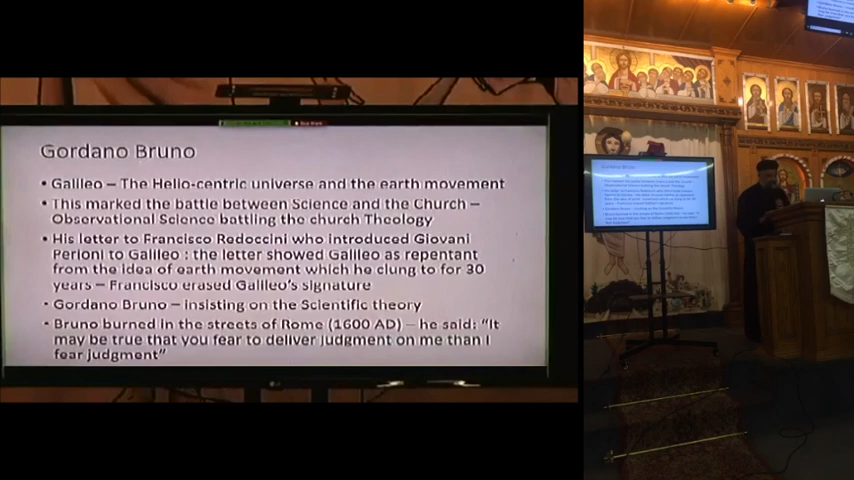 Gordano Bruno
• Galileo – The Helio-centric universe and the earth movement
• This marked the battle between Science and the Church –
Observational Science battling the church Theology
• His letter to Francisco Redoccini who introduced Giovani
Perioni to Galileo : the letter showed Galileo as repentant
from the idea of earth movement which he clung to for 30
years – Francisco erased Galileo's signature
• Gordano Bruno – insisting on the Scientific theory
• Bruno burned in the streets of Rome (1600 AD) – he said: "It
may be true that you fear to deliver judgment on me than I
fear judgment"